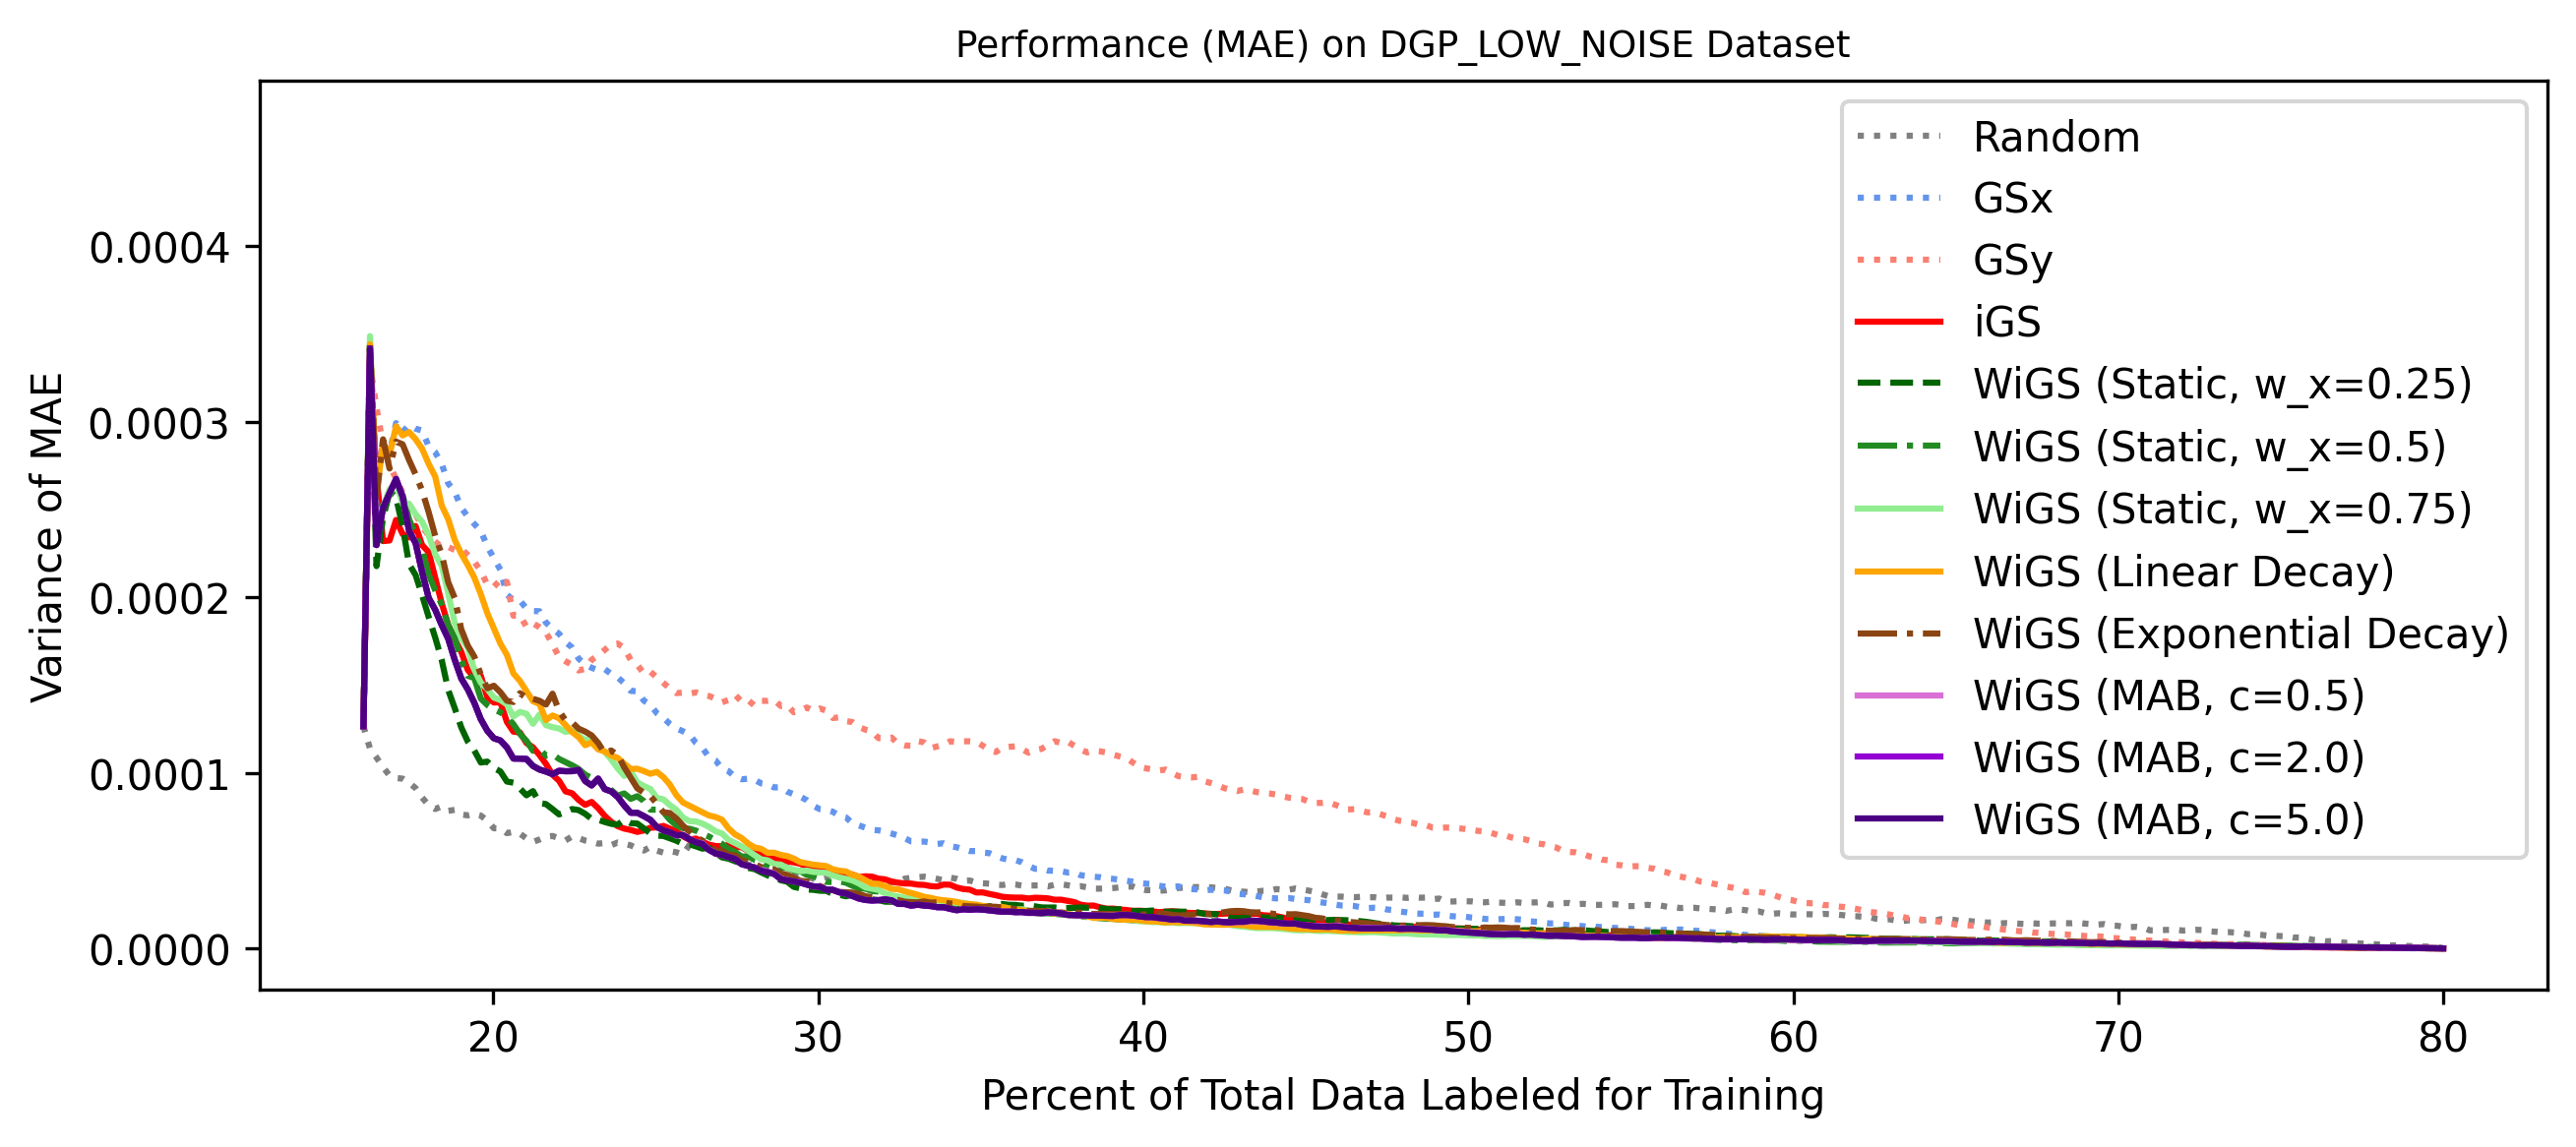 Performance (MAE) on DGP_LOW_NOISE Dataset
Variance of MAE
0.0004
0.0003
0.0002
0.0001
0.0000
Random
GSx
GSy
iGS
WiGS (Static, w_x=0.25)
WiGS (Static, w_x=0.5)
WiGS (Static, w_x=0.75)
WiGS (Linear Decay)
WiGS (Exponential Decay)
WiGS (MAB, c=0.5)
WiGS (MAB, c=2.0)
WiGS (MAB, c=5.0)
20 30 40 50 60 70 80
Percent of Total Data Labeled for Training